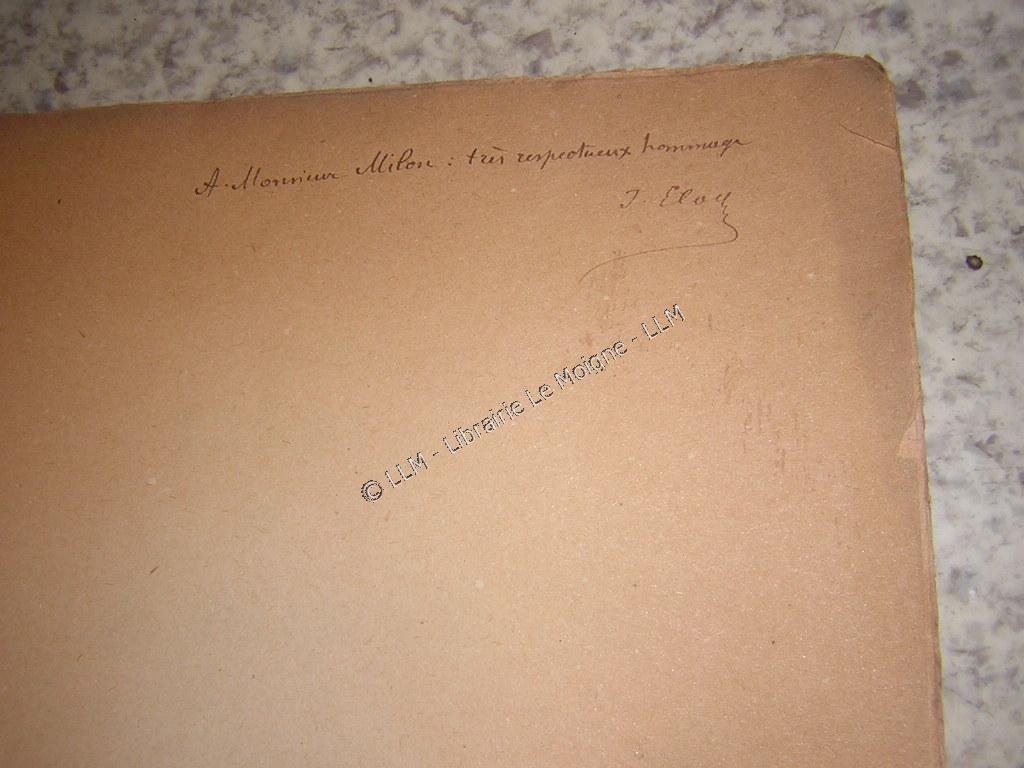 A Monsieur Milon : très respectueux hommage
J. Eloy
© LLM - Librairie Le Moigne - LLM